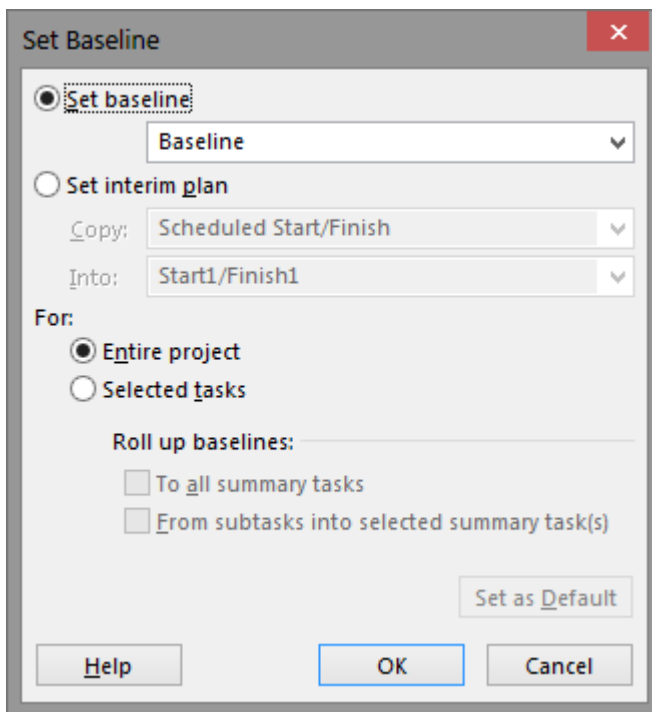 Set Baseline
Set baseline
Baseline
Set interim plan
Copy: Scheduled Start/Finish
Into: Start1/Finish1
For:
Entire project
Selected tasks
Roll up baselines:
To all summary tasks
From subtasks into selected summary task(s)
Set as Default
Help OK Cancel